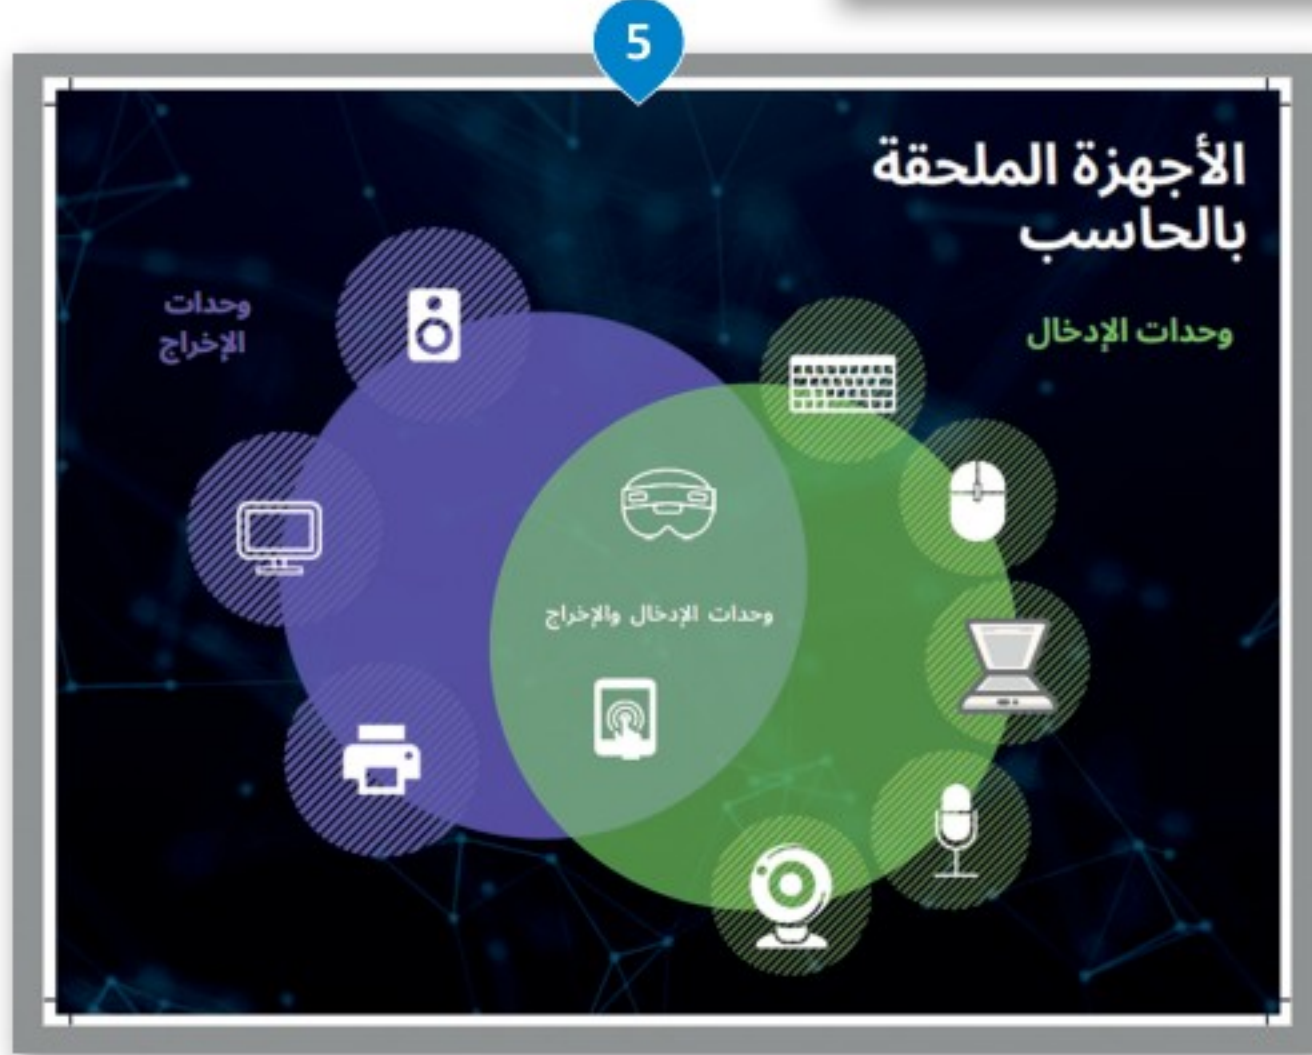 5
الأجهزة الملحقة
بالحاسب
وحدات الإدخال
وحدات
الإخراج
وحدات الإدخال والإخراج